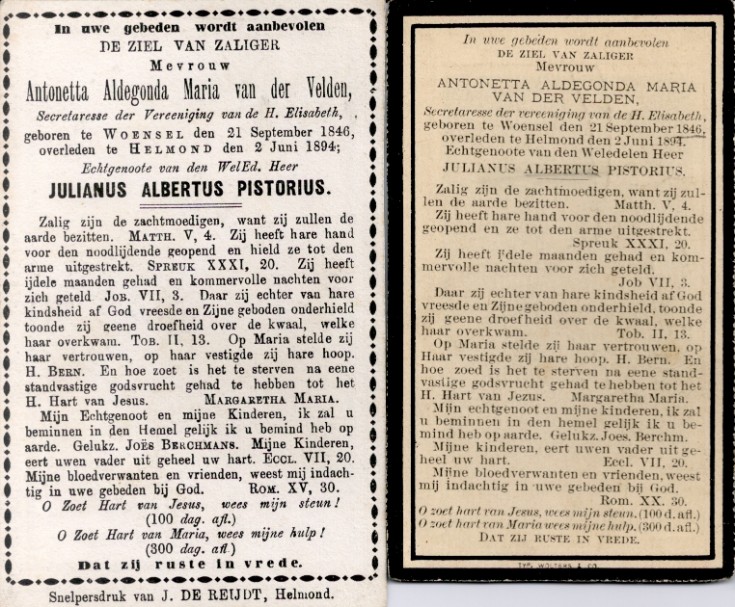 In uwe gebeden wordt aanbevolen
DE ZIEL VAN ZALIGER
Mevrouw
Antonetta Aldegonda Maria van der Velden,
Secretaresse der Vereeniging van de H. Elisabeth,
geboren te WOENSEL den 21 September 1846,
overleden te HELMOND den 2 Juni 1894;
Echtgenoote van den WelEd. Heer
JULIANUS ALBERTUS PISTORIUS.
Zalig zijn de zachtmoedigen, want zij zullen de
aarde bezitten. MATTH. V, 4. Zij heeft hare hand
voor den noodlijdende geopend en hield ze tot den
arme uitgestrekt. SPREUK XXXI, 20. Zij heeft
ijdele maanden gehad en kommervolle nachten voor
zich geteld JOB. VII, 3. Daar zij echter van hare
kindsheid af God vreesde en Zijne geboden onderhield
toonde zij geene droefheid over de kwaal, welke
haar overkwam. TOB. II, 13. Op Maria stelde zij
haar vertrouwen, op haar vestigde zij hare hoop.
H. BERN. En hoe zoet is het te sterven na eene
standvastige godsvrucht gehad te hebben tot het
H. Hart van Jesus. MARGARETHA MARIA.
Mijn Echtgenoot en mijne Kinderen, ik zal u
beminnen in den Hemel gelijk ik u bemind heb op
aarde. Gelukz. JOËS BERCHMANS. Mijne Kinderen,
eert uwen vader uit geheel uw hart. ECCL. VII, 20.
Mijne bloedverwanten en vrienden, weest mij indach-
tig in uwe gebeden bij God. ROM. XV, 30.
O Zoet Hart van Jesus, wees mijn steun!
(100 dag. afl.)
O Zoet Hart van Maria, wees mijne hulp!
(300 dag. afl)
Dat zij ruste in vrede.
Snelpersdruk van J. DE REIJDT, Helmond.
In uwe gebeden wordt aanbevolen
DE ZIEL VAN ZALIGER
Mevrouw
ANTONETTA ALDEGONDA MARIA
VAN DER VELDEN,
Secretaresse der vereeniging van de H. Elisabeth,
geboren te Woensel den 21 September 1846,
overleden te Helmond den 2 Juni 1894.
Echtgenoote van den Weledelen Heer
JULIANUS ALBERTUS PISTORIUS.
Zalig zijn de zachtmoedigen, want zij zul-
len de aarde bezitten. Matth. V, 4.
Zij heeft hare hand voor den noodlijdende
geopend en ze tot den arme uitgestrekt.
Spreuk XXXI, 20.
Zij heeft ijdele maanden gehad en kom-
mervolle nachten voor zich geteld.
Job VII, 3.
Daar zij echter van hare kindsheid af God
vreesde en Zijne geboden onderhield, toonde
zij geene droefheid over de kwaal, welke
haar overkwam. Tob. II, 13.
Op Maria stelde zij haar vertrouwen, op
Haar vestigde zij hare hoop. H. Bern. En
hoe zoed is het te sterven na eene stand-
vastige godsvrucht gehad te hebben tot het
H. Hart van Jezus. Margaretha Maria.
Mijn echtgenoot en mijne kinderen, ik zal
u beminnen in den hemel gelijk ik u be-
mind heb op aarde. Gelukz. Joes. Berchm.
Mijne kinderen, eert uwen vader uit ge-
heel uw hart. Eccl. VII, 20.
Mijne bloedverwanten en vrienden, weest
mij indachtig in uwe gebeden bij God.
Rom. XX. 30.
O zoet hart van Jesus, wees mijn steun. (100 d. afl.)
O zoet hart van Maria wees mijne hulp. (300 d. afl.)
DAT ZIJ RUSTE IN VREDE.
TYP. WOLTERS & CO.